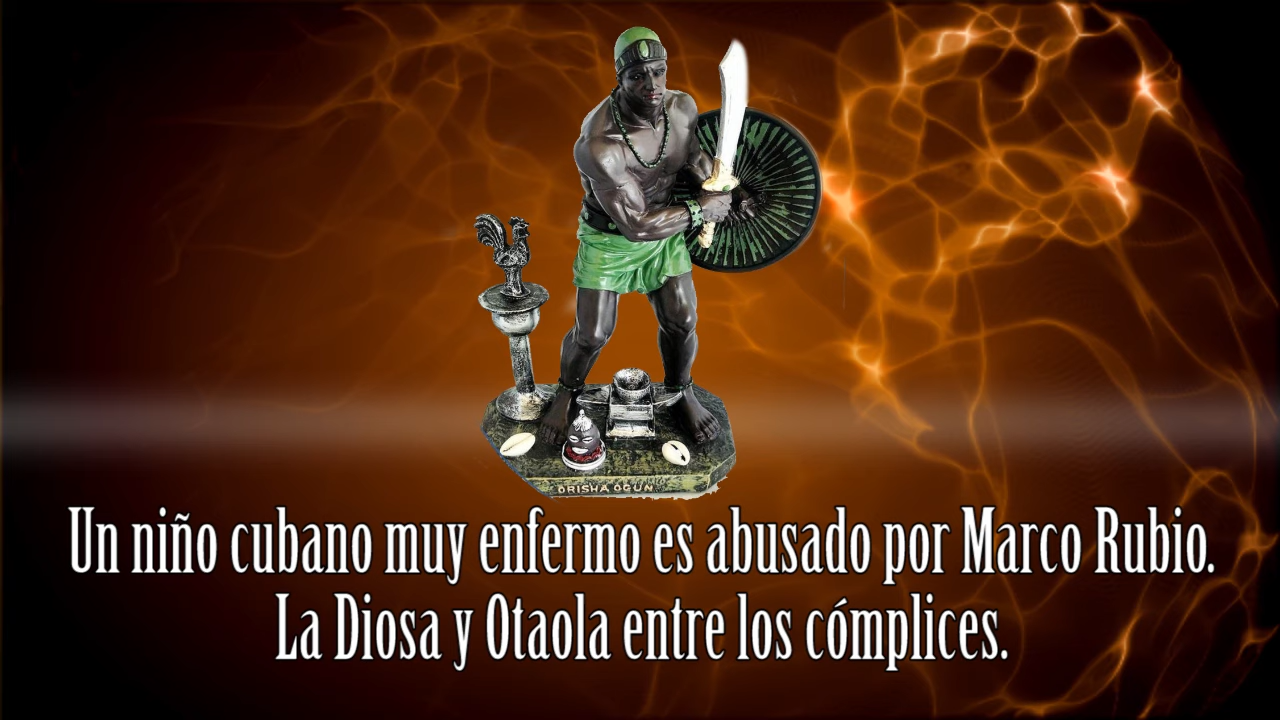 ORISHA OGUN
Un niño cubano muy enfermo es abusado por Marco Rubio.
La Diosa y Otaola entre los cómplices.